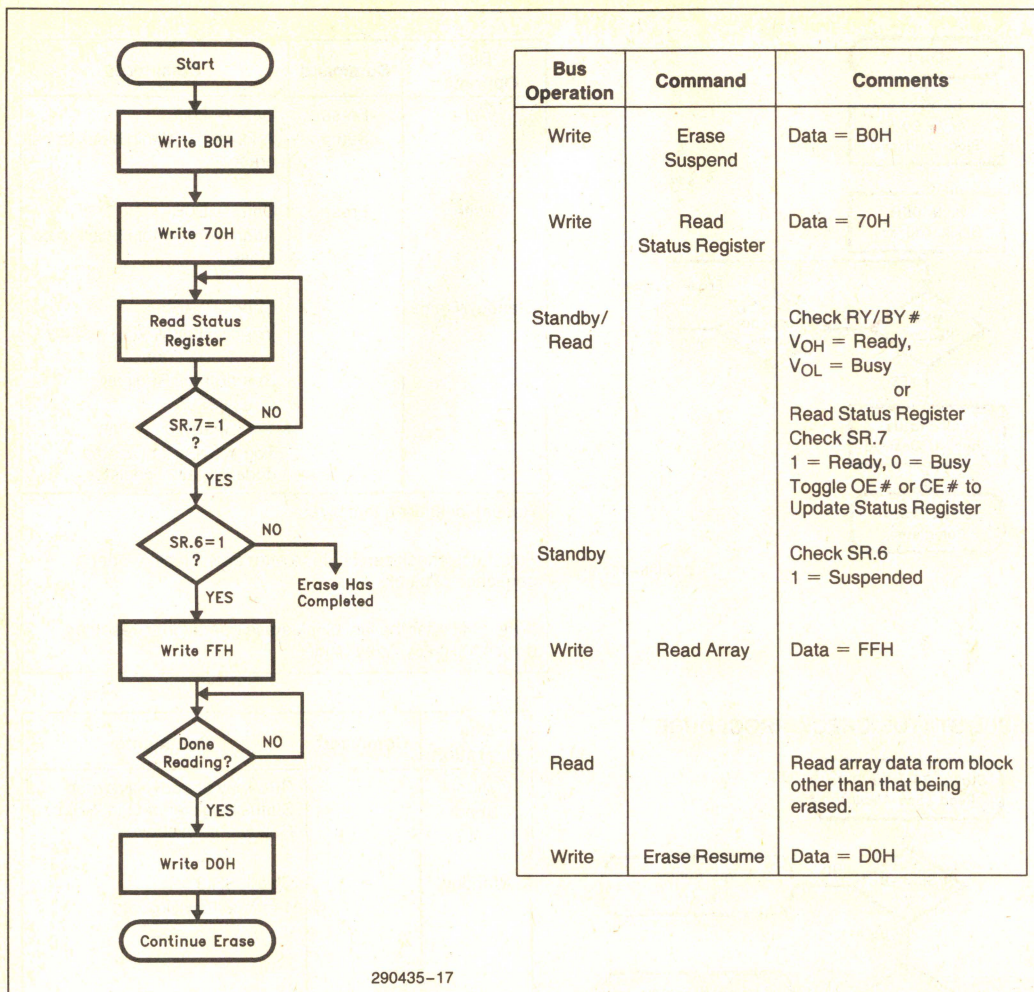 Start
Write B0H
Write 70H
Read Status
Register
SR.7=1
?
NO
YES
SR.6=1
?
NO
Erase Has
Completed
YES
Write FFH
Done
Reading?
NO
YES
Write D0H
Continue Erase
Bus
Operation
Command
Comments
Write
Erase
Suspend
Data = B0H
Write
Read
Status Register
Data = 70H
Standby/
Read
Check RY/BY#
VOH = Ready,
VOL = Busy
or
Read Status Register
Check SR.7
1 = Ready, 0 = Busy
Toggle OE# or CE# to
Update Status Register
Standby
Check SR.6
1 = Suspended
Write
Read Array
Data = FFH
Read
Read array data from block
other than that being
erased.
Write
Erase Resume
Data = D0H
290435-17